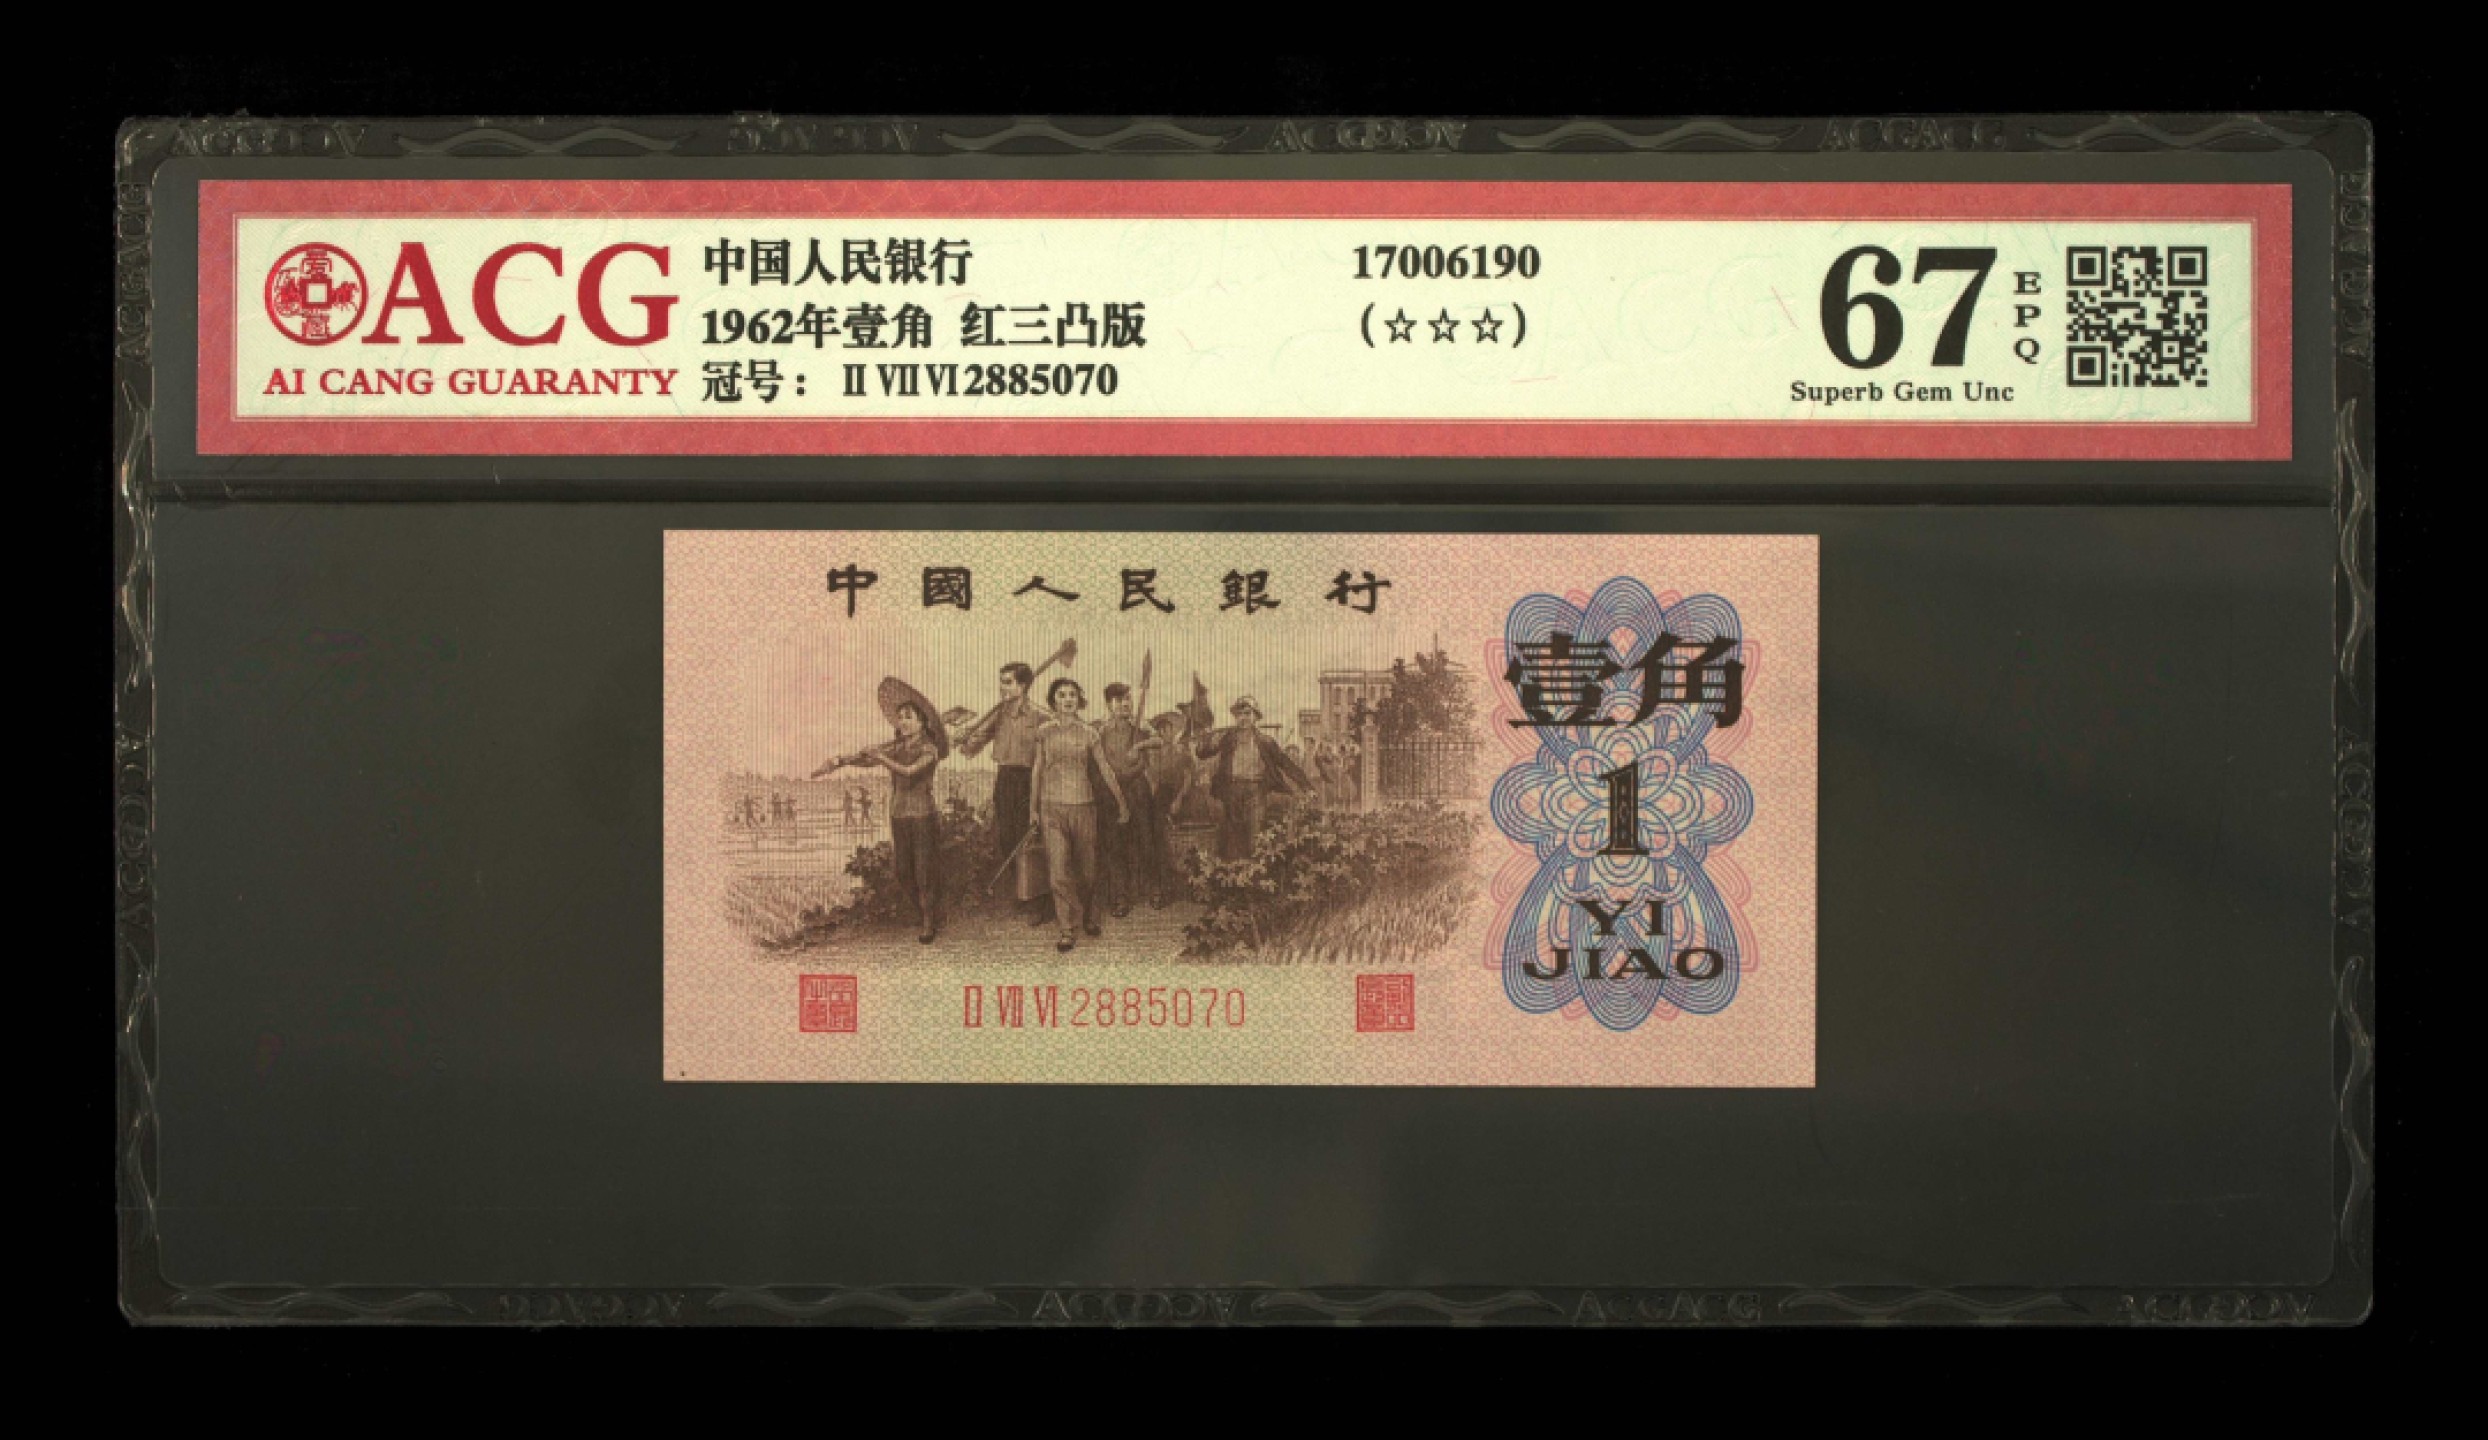 ACG
AI CANG GUARANTY
中国人民银行
1962年壹角 红三凸版
冠号： Ⅱ Ⅶ Ⅵ 2885070
17006190
(☆☆☆)
67
EPQ
Superb Gem Unc
中國人民銀行
壹角
1
YI
JIAO
Ⅱ Ⅶ Ⅵ 2885070